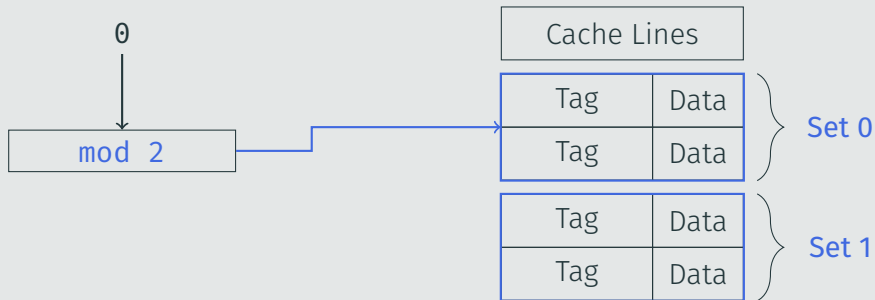 0
mod 2
Cache Lines
Tag Data
Tag Data
Set 0
Tag Data
Tag Data
Set 1